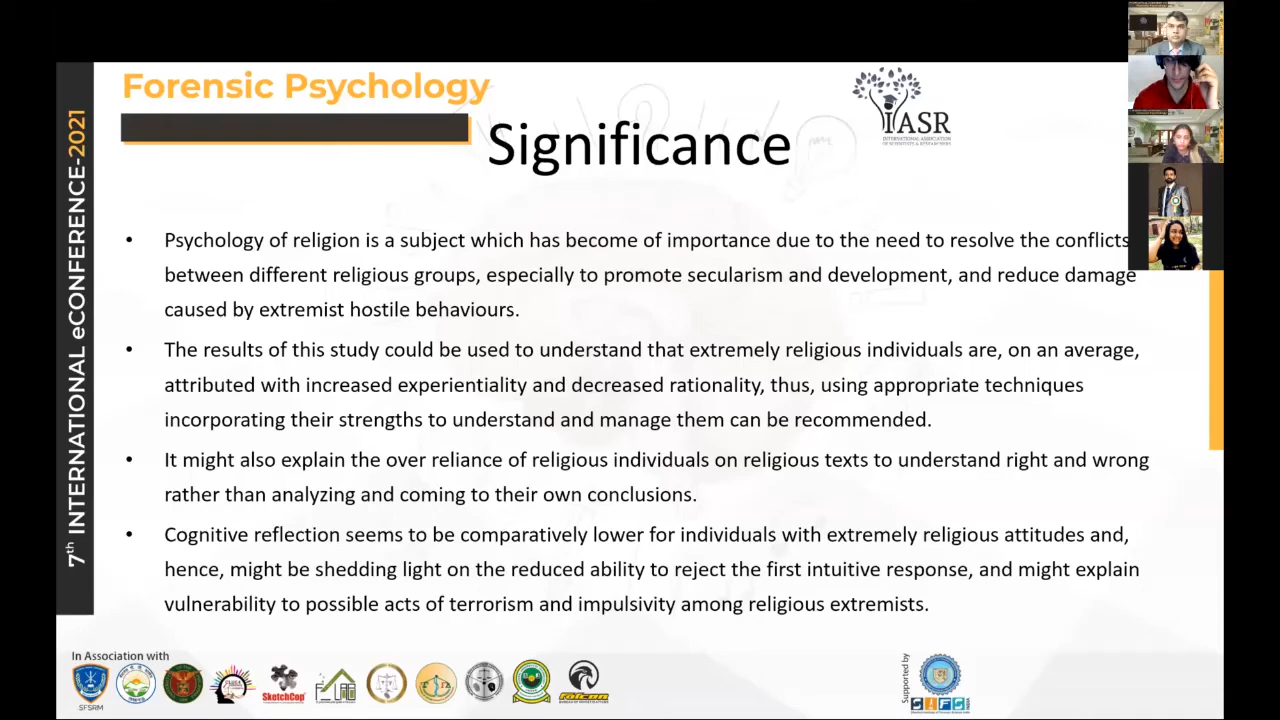 Forensic Psychology
IASR
INTERNATIONAL ASSOCIATION
OF SCIENTISTS & RESEARCHERS
Significance
7th INTERNATIONAL eCONFERENCE-2021
• Psychology of religion is a subject which has become of importance due to the need to resolve the conflicts
between different religious groups, especially to promote secularism and development, and reduce damage
caused by extremist hostile behaviours.
• The results of this study could be used to understand that extremely religious individuals are, on an average,
attributed with increased experientiality and decreased rationality, thus, using appropriate techniques
incorporating their strengths to understand and manage them can be recommended.
• It might also explain the over reliance of religious individuals on religious texts to understand right and wrong
rather than analyzing and coming to their own conclusions.
• Cognitive reflection seems to be comparatively lower for individuals with extremely religious attitudes and,
hence, might be shedding light on the reduced ability to reject the first intuitive response, and might explain
vulnerability to possible acts of terrorism and impulsivity among religious extremists.
In Association with
SFSRM
SketchCop
FALCON
Supported by
SIFS